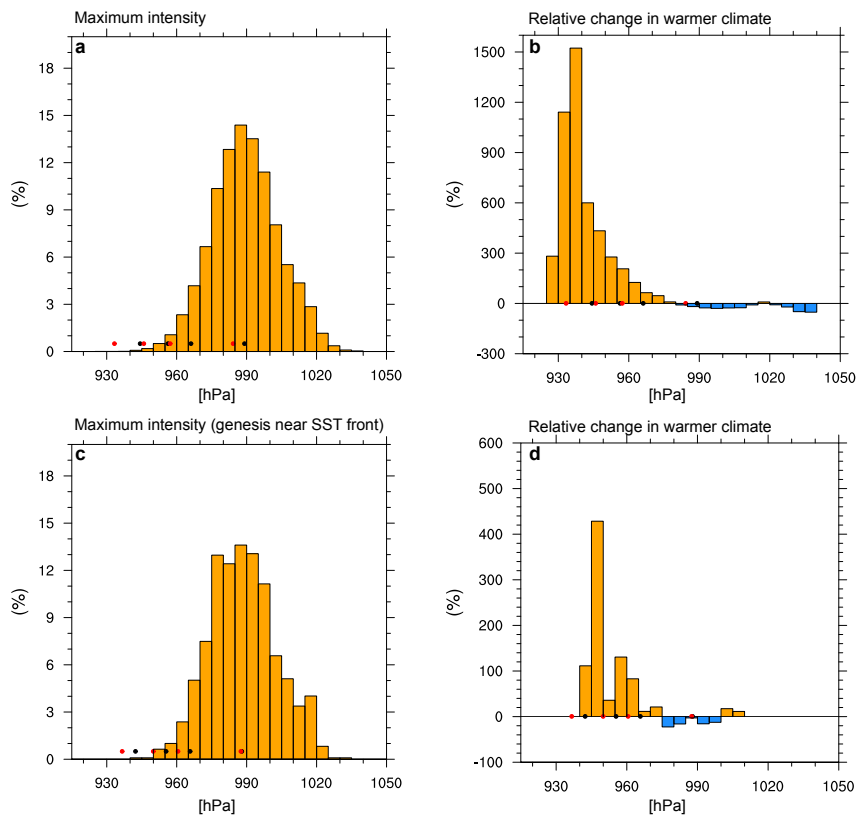 Maximum intensity
a
18
15
12
9
6
3
0
(%)
930 960 990 1020 1050
[hPa]
Relative change in warmer climate
b
1500
1200
900
600
300
0
-300
(%)
930 960 990 1020 1050
[hPa]
Maximum intensity (genesis near SST front)
c
18
15
12
9
6
3
0
(%)
930 960 990 1020 1050
[hPa]
Relative change in warmer climate
d
600
500
400
300
200
100
0
-100
(%)
930 960 990 1020 1050
[hPa]